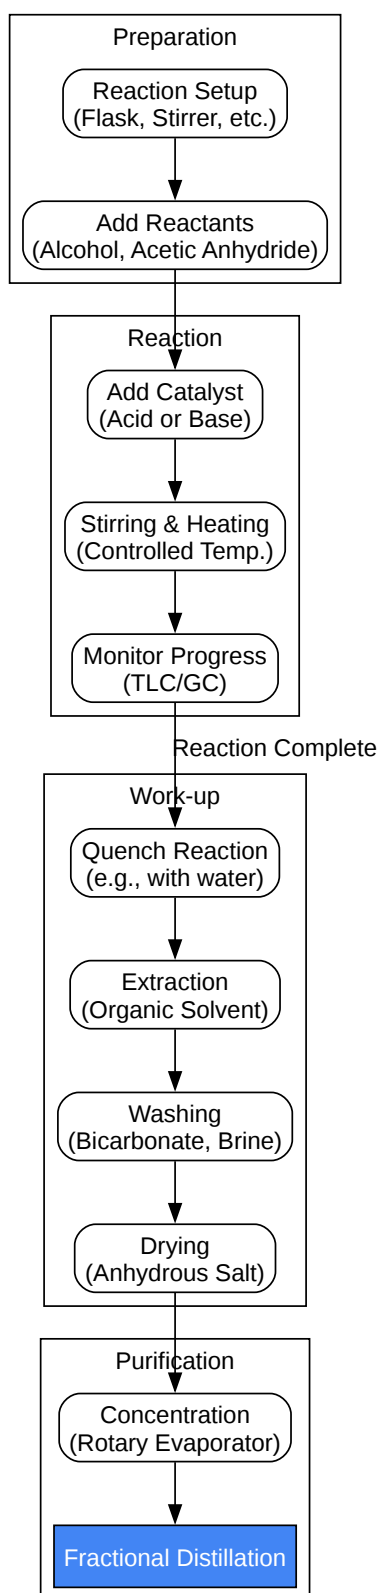 Preparation
Reaction Setup
(Flask, Stirrer, etc.)
Add Reactants
(Alcohol, Acetic Anhydride)
Reaction
Add Catalyst
(Acid or Base)
Stirring & Heating
(Controlled Temp.)
Monitor Progress
(TLC/GC)
Reaction Complete
Work-up
Quench Reaction
(e.g., with water)
Extraction
(Organic Solvent)
Washing
(Bicarbonate, Brine)
Drying
(Anhydrous Salt)
Purification
Concentration
(Rotary Evaporator)
Fractional Distillation